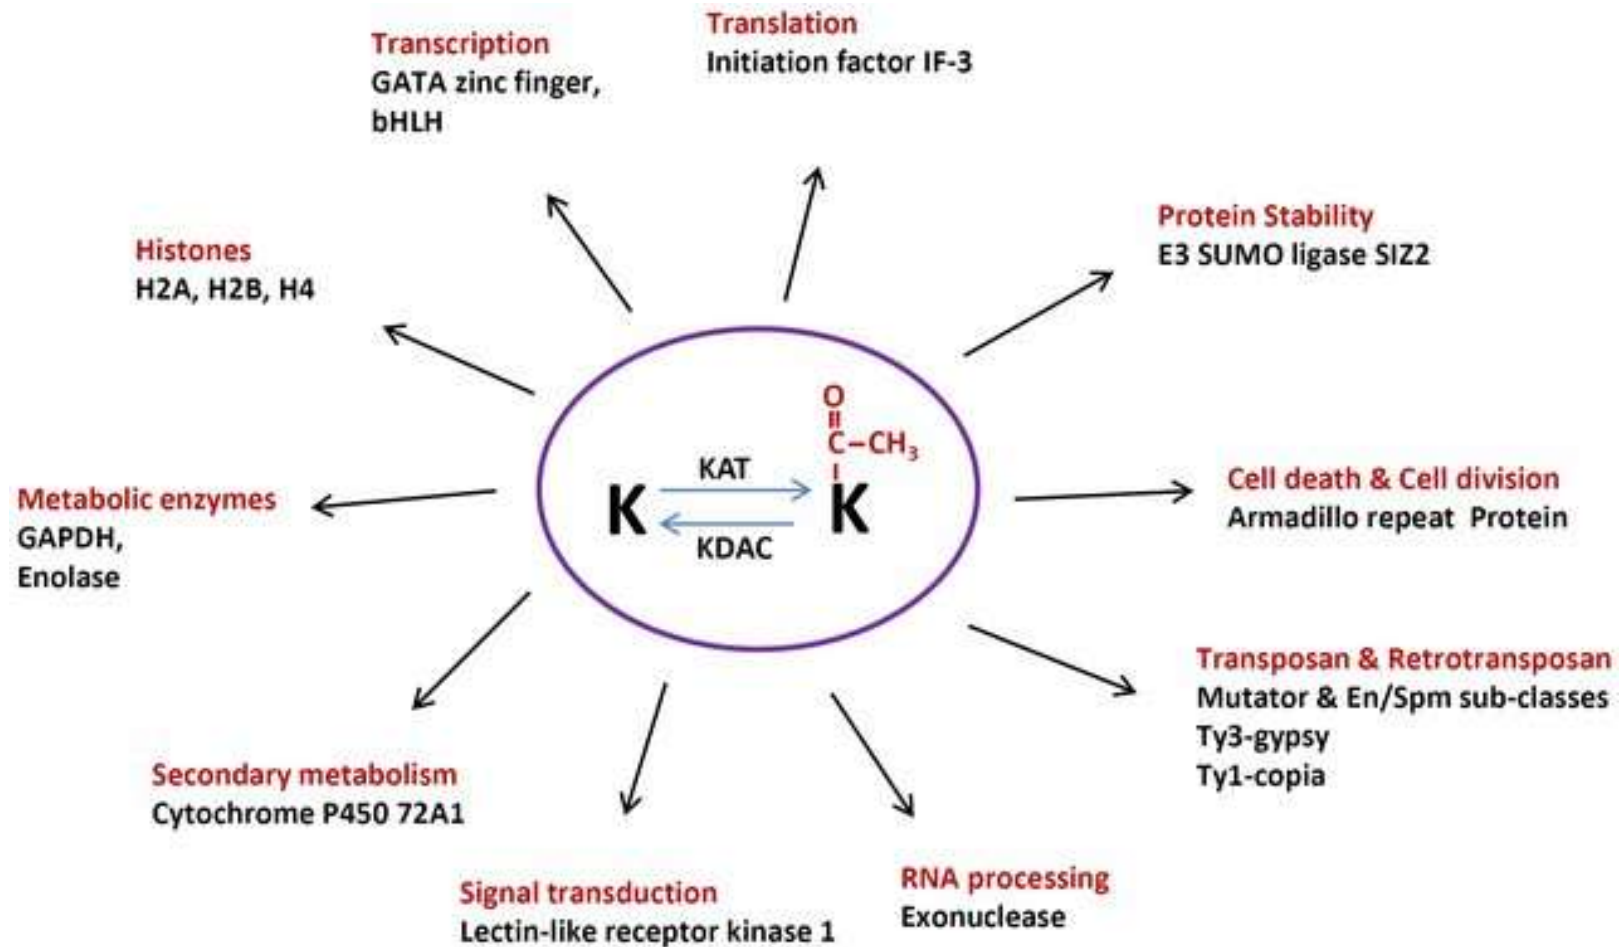 Translation
Initiation factor IF-3
Transcription
GATA zinc finger,
bHLH
Protein Stability
E3 SUMO ligase SIZ2
Histones
H2A, H2B, H4
O
C–CH₃
KAT
K
K
KDAC
Metabolic enzymes
GAPDH,
Enolase
Cell death & Cell division
Armadillo repeat Protein
Transposan & Retrotransposan
Mutator & En/Spm sub-classes
Ty3-gypsy
Ty1-copia
Secondary metabolism
Cytochrome P450 72A1
Signal transduction
Lectin-like receptor kinase 1
RNA processing
Exonuclease